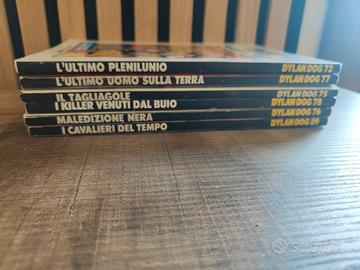 L'ULTIMO PLENILUNIO DYLAN DOG 72
L'ULTIMO UOMO SULLA TERRA DYLAN DOG 77
IL TAGLIAGOLE DYLAN DOG 75
I KILLER VENUTI DAL BUIO DYLAN DOG 78
MALEDIZIONE NERA DYLAN DOG 76
I CAVALIERI DEL TEMPO DYLAN DOG 89
Subito